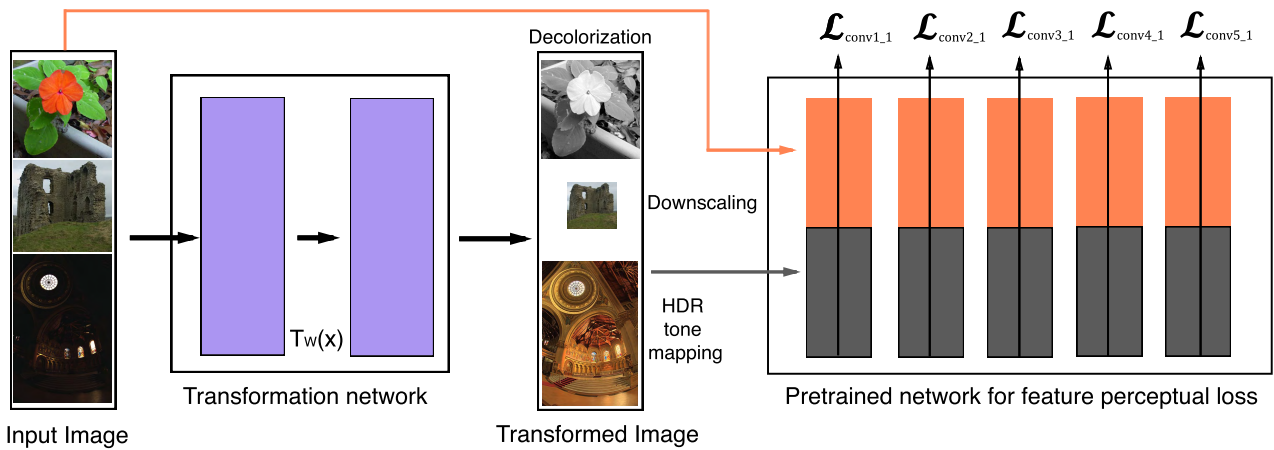 Decolorization
ℒconv1_1 ℒconv2_1 ℒconv3_1 ℒconv4_1 ℒconv5_1
Downscaling
HDR
tone
mapping
Tw(x)
Transformation network
Pretrained network for feature perceptual loss
Input Image
Transformed Image